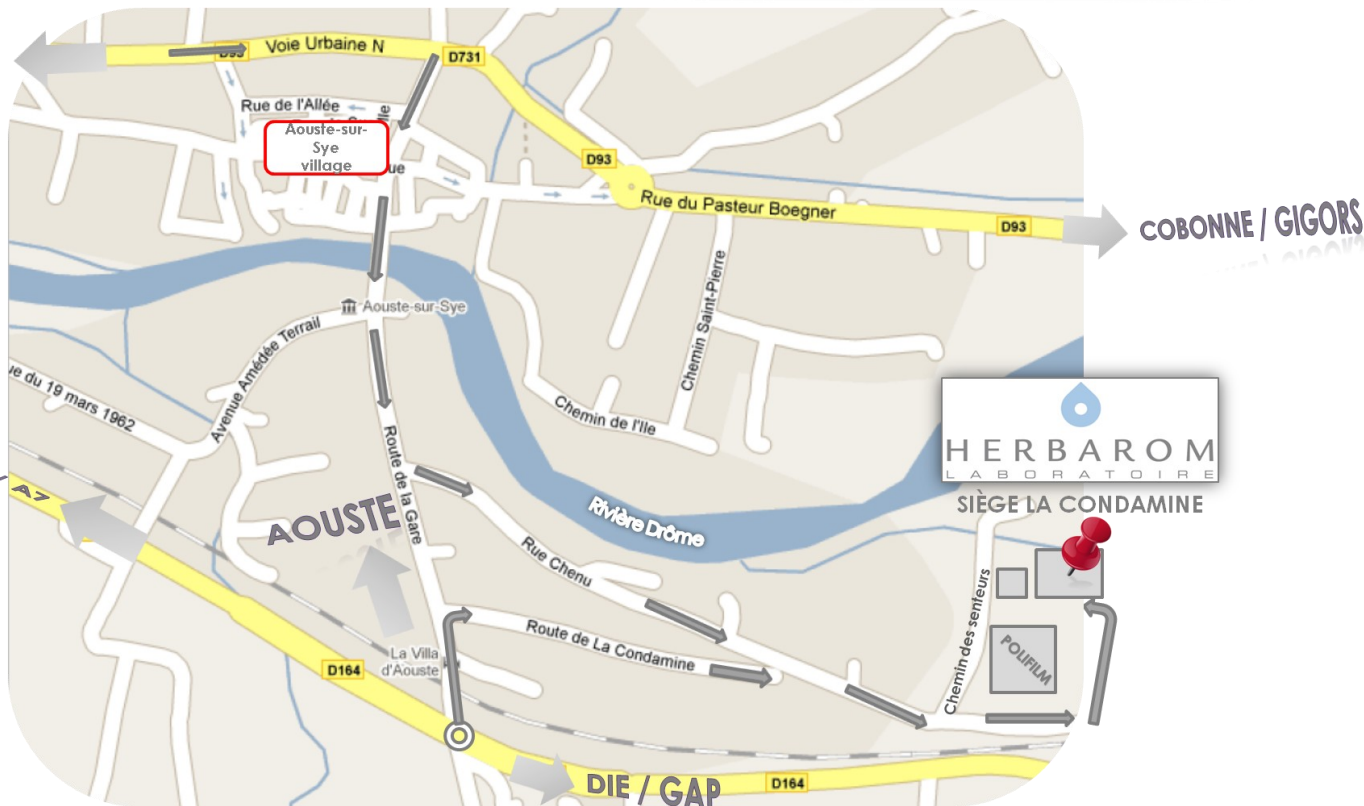 Voie Urbaine N
D93
D731
Rue de l'Allée
Aouste-sur-
Sye
village
D93
Rue du Pasteur Boegner
D93
COBONNE / GIGORS
Aouste-sur-Sye
Avenue Amédée Terrail
ue du 19 mars 1962
Chemin Saint-Pierre
Chemin de l'Ile
HERBAROM
LABORATOIRE
SIÈGE LA CONDAMINE
A7
AOUSTE
Route de la Gare
Rivière Drôme
Rue Chenu
Route de La Condamine
Chemin des senteurs
POLIFILM
La Villa
d'Aouste
D164
DIE / GAP
D164